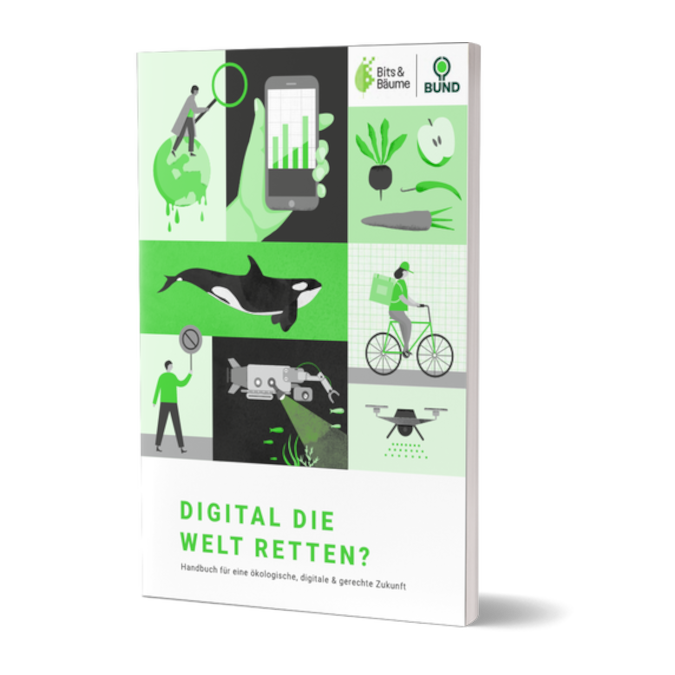 Bits &
Bäume
BUND
DIGITAL DIE
WELT RETTEN?
Handbuch für eine ökologische, digitale & gerechte Zukunft